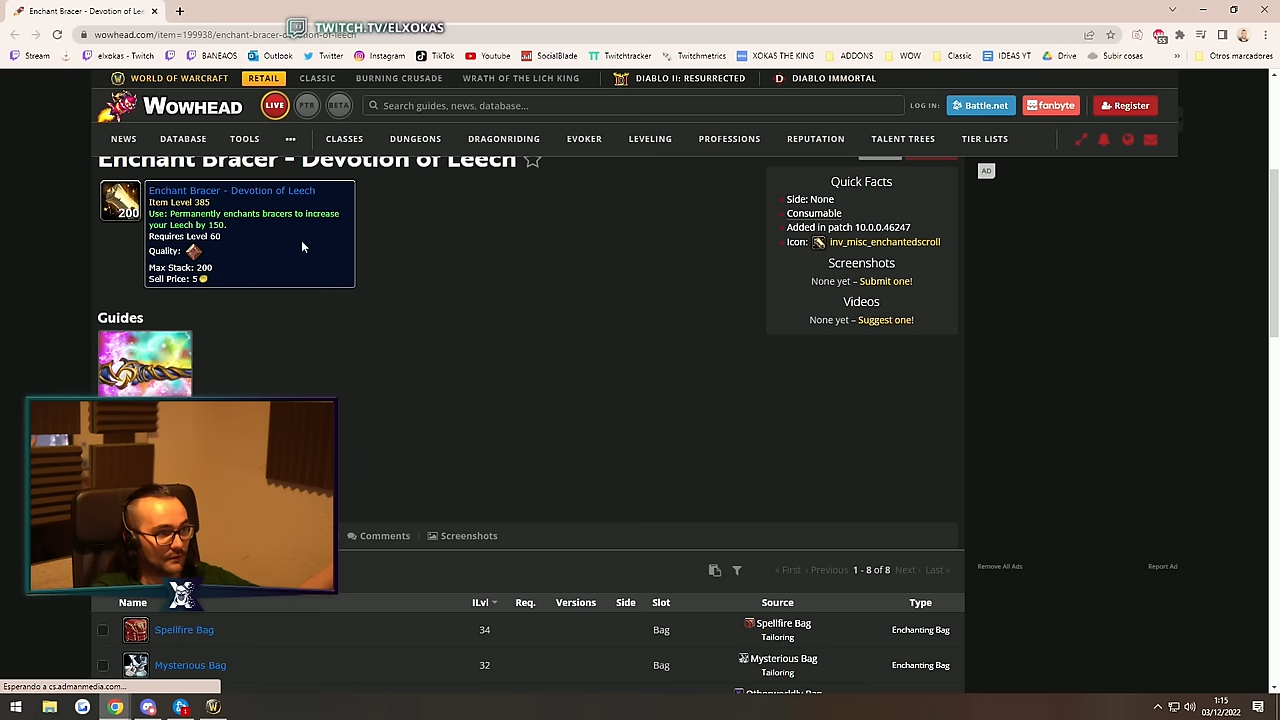 Enchant Bracer - Devotion of Lee
TWITCH.TV/ELXOKAS
wowhead.com/item=199938/enchant-bracer-devotion-of-leech
Stream
elxokas - Twitch
BANEAOS
Outlook
Twitter
Instagram
TikTok
Youtube
SocialBlade
Titchtracker
Twitchmetrics
XOKAS THE KING
ADDONS
WOW
Classic
IDEAS YT
Drive
Subir cosas
»
Otros marcadores
WORLD OF WARCRAFT
RETAIL
CLASSIC
BURNING CRUSADE
WRATH OF THE LICH KING
DIABLO II: RESURRECTED
DIABLO IMMORTAL
WOWHEAD
LIVE
PTR
BETA
Search guides, news, database...
LOG IN:
Battle.net
fanbyte
Register
NEWS
DATABASE
TOOLS
•••
CLASSES
DUNGEONS
DRAGONRIDING
EVOKER
LEVELING
PROFESSIONS
REPUTATION
TALENT TREES
TIER LISTS
Enchant Bracer - Devotion of Leech
200
Enchant Bracer - Devotion of Leech
Item Level 385
Use: Permanently enchants bracers to increase
your Leech by 150.
Requires Level 60
Quality:
Max Stack: 200
Sell Price: 5
Quick Facts
Side: None
Consumable
Added in patch 10.0.0.46247
Icon: inv_misc_enchantedscroll
Screenshots
None yet – Submit one!
Videos
None yet – Suggest one!
AD
Guides
Comments
Screenshots
Remove All Ads
Report Ad
« First ‹ Previous 1 - 8 of 8 Next › Last »
Name
ILvl
Req.
Versions
Side
Slot
Source
Type
Spellfire Bag
34
Bag
Spellfire Bag
Tailoring
Enchanting Bag
Mysterious Bag
32
Bag
Mysterious Bag
Tailoring
Enchanting Bag
Otherworldly Bag
Esperando a cs.admanmedia.com...
1:15
03/12/2022